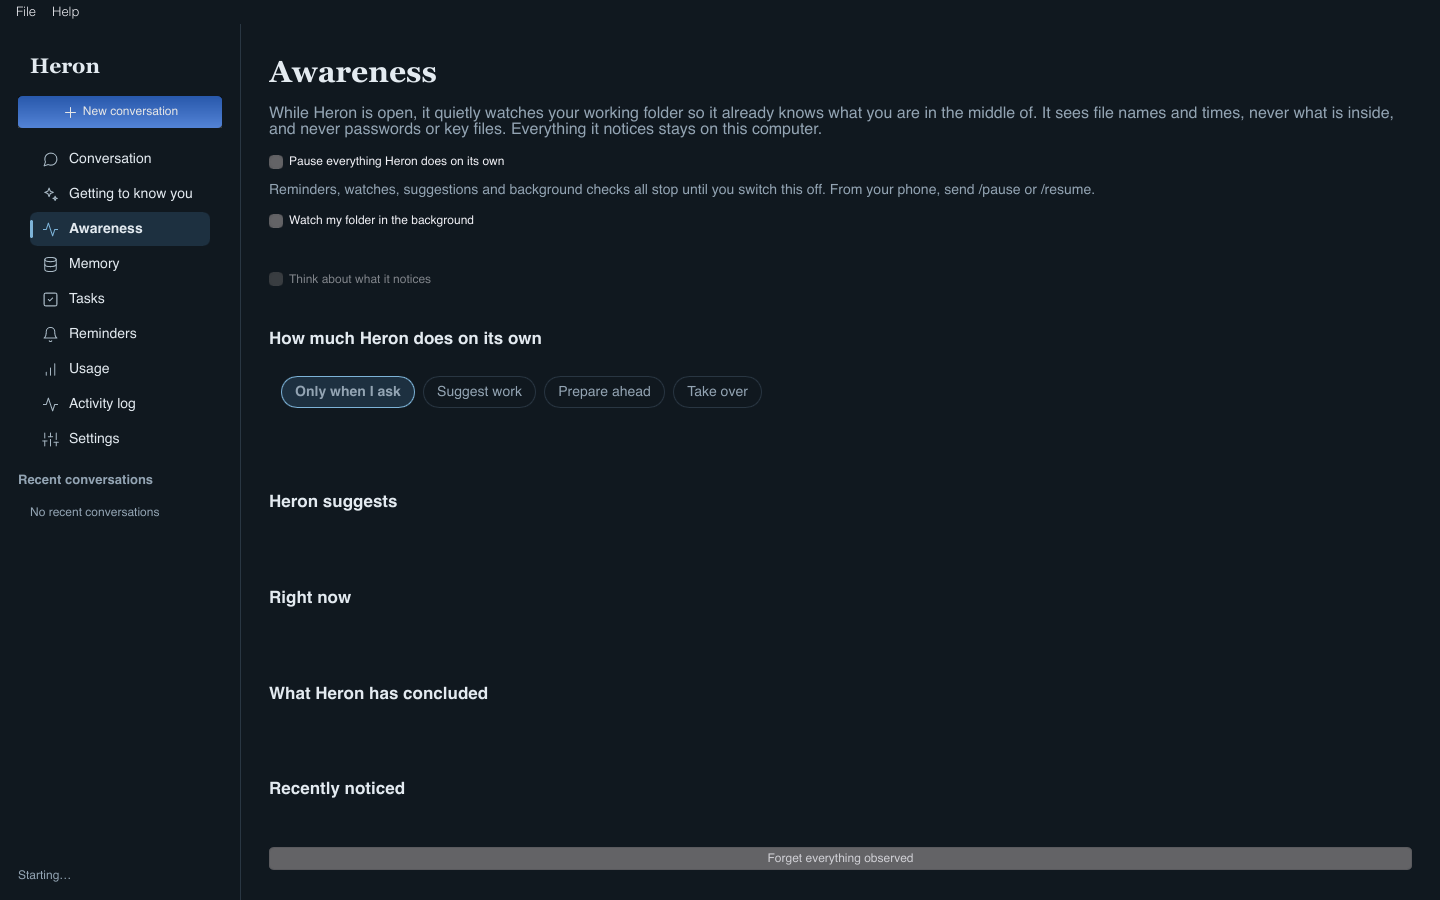 File Help
Heron
New conversation
Conversation
Getting to know you
Awareness
Memory
Tasks
Reminders
Usage
Activity log
Settings
Recent conversations
No recent conversations
Starting…
Awareness
While Heron is open, it quietly watches your working folder so it already knows what you are in the middle of. It sees file names and times, never what is inside,
and never passwords or key files. Everything it notices stays on this computer.
Pause everything Heron does on its own
Reminders, watches, suggestions and background checks all stop until you switch this off. From your phone, send /pause or /resume.
Watch my folder in the background
Think about what it notices
How much Heron does on its own
Only when I ask Suggest work Prepare ahead Take over
Heron suggests
Right now
What Heron has concluded
Recently noticed
Forget everything observed